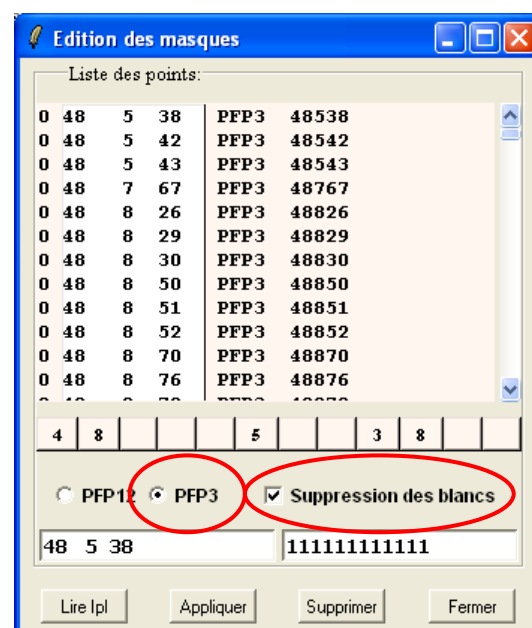 Edition des masques
Liste des points:
0 48 5 38 PFP3 48538
0 48 5 42 PFP3 48542
0 48 5 43 PFP3 48543
0 48 7 67 PFP3 48767
0 48 8 26 PFP3 48826
0 48 8 29 PFP3 48829
0 48 8 30 PFP3 48830
0 48 8 50 PFP3 48850
0 48 8 51 PFP3 48851
0 48 8 52 PFP3 48852
0 48 8 70 PFP3 48870
0 48 8 76 PFP3 48876
4 8 5 3 8
PFP12 PFP3 Suppression des blancs
48 5 38 111111111111
Lire Ipl Appliquer Supprimer Fermer